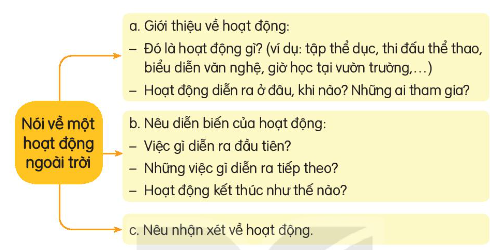 Nói về một
hoạt động
ngoài trời
a. Giới thiệu về hoạt động:
– Đó là hoạt động gì? (ví dụ: tập thể dục, thi đấu thể thao,
biểu diễn văn nghệ, giờ học tại vườn trường,...)
– Hoạt động diễn ra ở đâu, khi nào? Những ai tham gia?
b. Nêu diễn biến của hoạt động:
– Việc gì diễn ra đầu tiên?
– Những việc gì diễn ra tiếp theo?
– Hoạt động kết thúc như thế nào?
c. Nêu nhận xét về hoạt động.